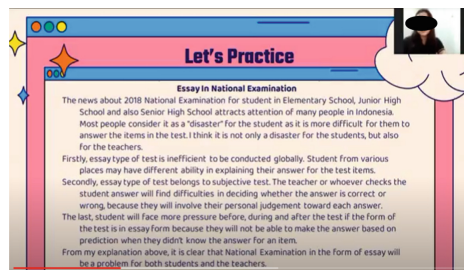 Let's Practice
Essay In National Examination
The news about 2018 National Examination for student in Elementary School, Junior High
School and also Senior High School attracts attention of many people in Indonesia.
Most people consider it as a "disaster" for the student as it is more difficult for them to
answer the items in the test. I think it is not only a disaster for the students, but also
for the teachers.
Firstly, essay type of test is inefficient to be conducted globally. Student from various
places may have different ability in explaining their answer for the test items.
Secondly, essay type of test belongs to subjective test. The teacher or whoever checks the
student answer will find difficulties in deciding whether the answer is correct or
wrong, because they will involve their personal judgement toward each answer.
The last, student will face more pressure before, during and after the test if the form of
the test is in essay form because they will not be able to make the answer based on
prediction when they didn't know the answer for an item.
From my explanation above, it is clear that National Examination in the form of essay will
be a problem for both students and the teachers.